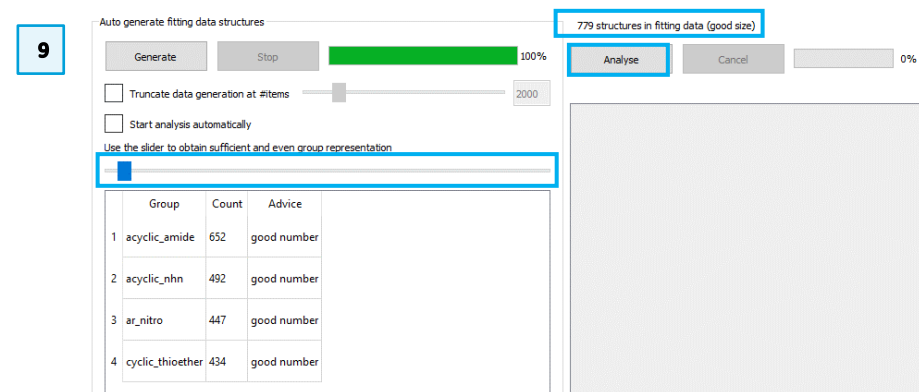 9
Auto generate fitting data structures
779 structures in fitting data (good size)
Generate Stop 100%
Analyse Cancel 0%
Truncate data generation at #items 2000
Start analysis automatically
Use the slider to obtain sufficient and even group representation
Group Count Advice
1 acyclic_amide 652 good number
2 acyclic_nhn 492 good number
3 ar_nitro 447 good number
4 cyclic_thioether 434 good number